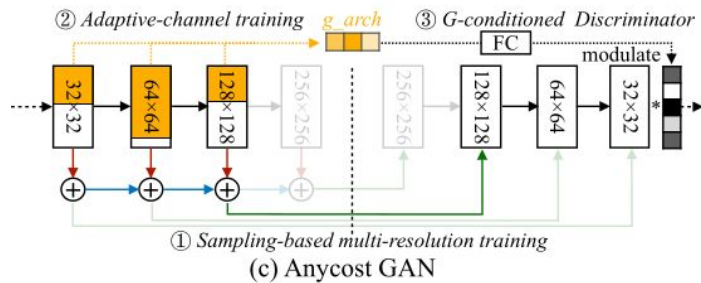 ② Adaptive-channel training
g_arch
③ G-conditioned Discriminator
FC
modulate
32×32
64×64
128×128
256×256
256×256
128×128
64×64
32×32
*
+
+
+
+
① Sampling-based multi-resolution training
(c) Anycost GAN